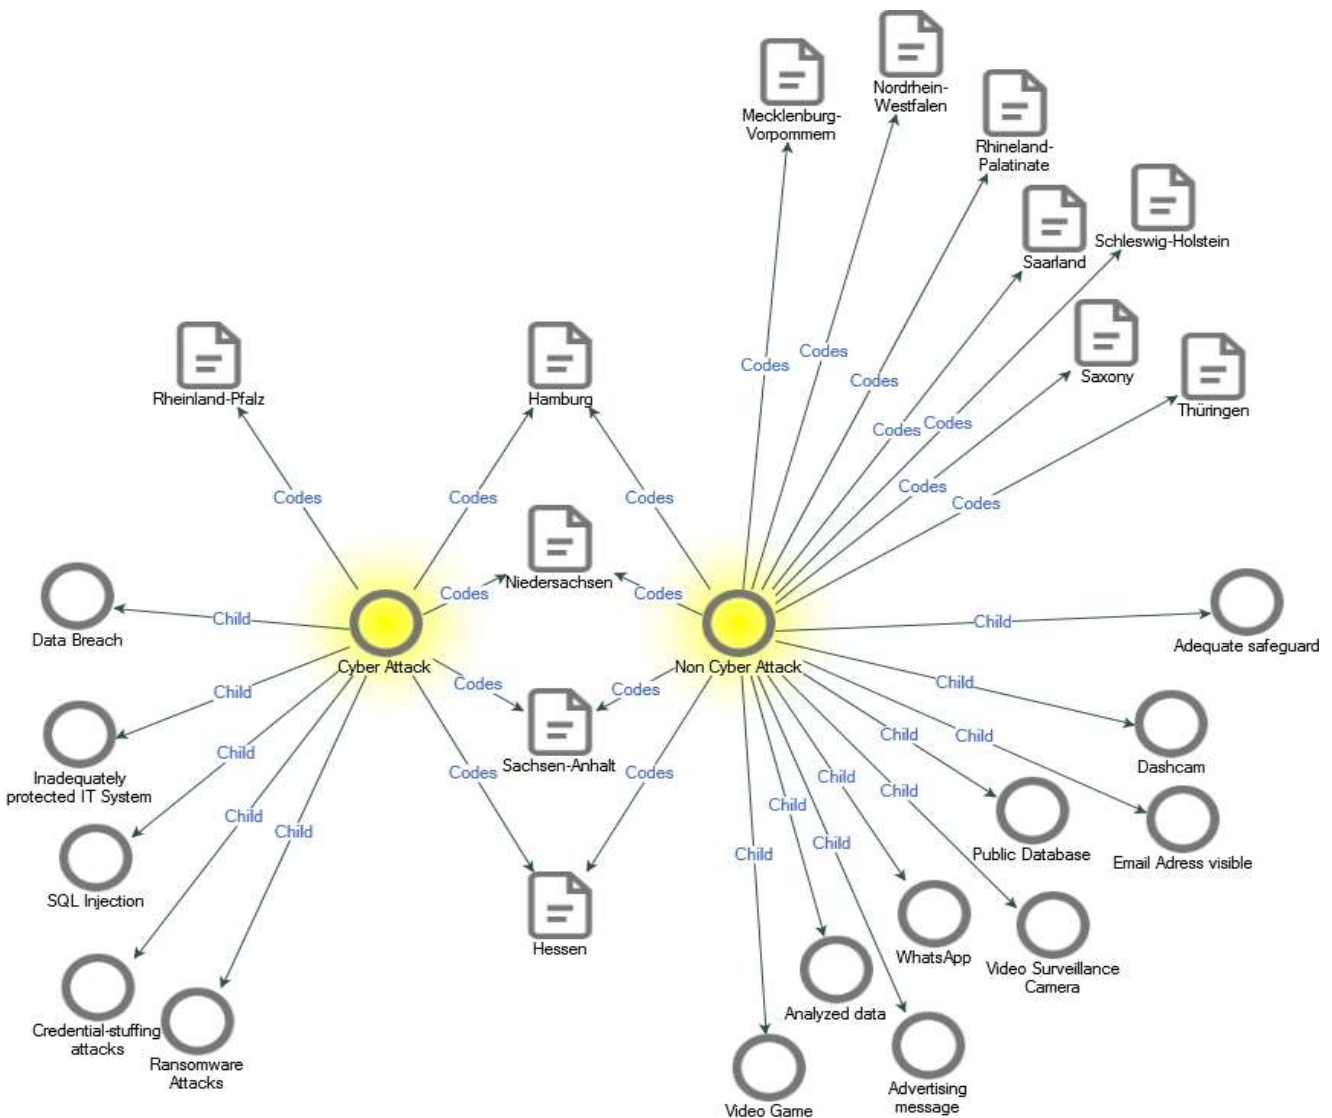 Mecklenburg-
Vorpommern
Nordrhein-
Westfalen
Rhineland-
Palatinate
Saarland
Schleswig-Holstein
Saxony
Thüringen
Rheinland-Pfalz
Hamburg
Codes
Codes
Codes
Codes
Codes
Codes
Codes
Codes
Codes
Codes
Niedersachsen
Codes
Codes
Data Breach
Child
Cyber Attack
Non Cyber Attack
Child
Adequate safeguard
Codes
Codes
Child
Child
Sachsen-Anhalt
Inadequately
protected IT System
Child
Codes
Codes
Child
Child
Dashcam
Child
Child
SQL Injection
Child
Child
Child
Child
Child
Public Database
Email Adress visible
Hessen
WhatsApp
Video Surveillance
Camera
Credential-stuffing
attacks
Ransomware
Attacks
Analyzed data
Video Game
Advertising
message